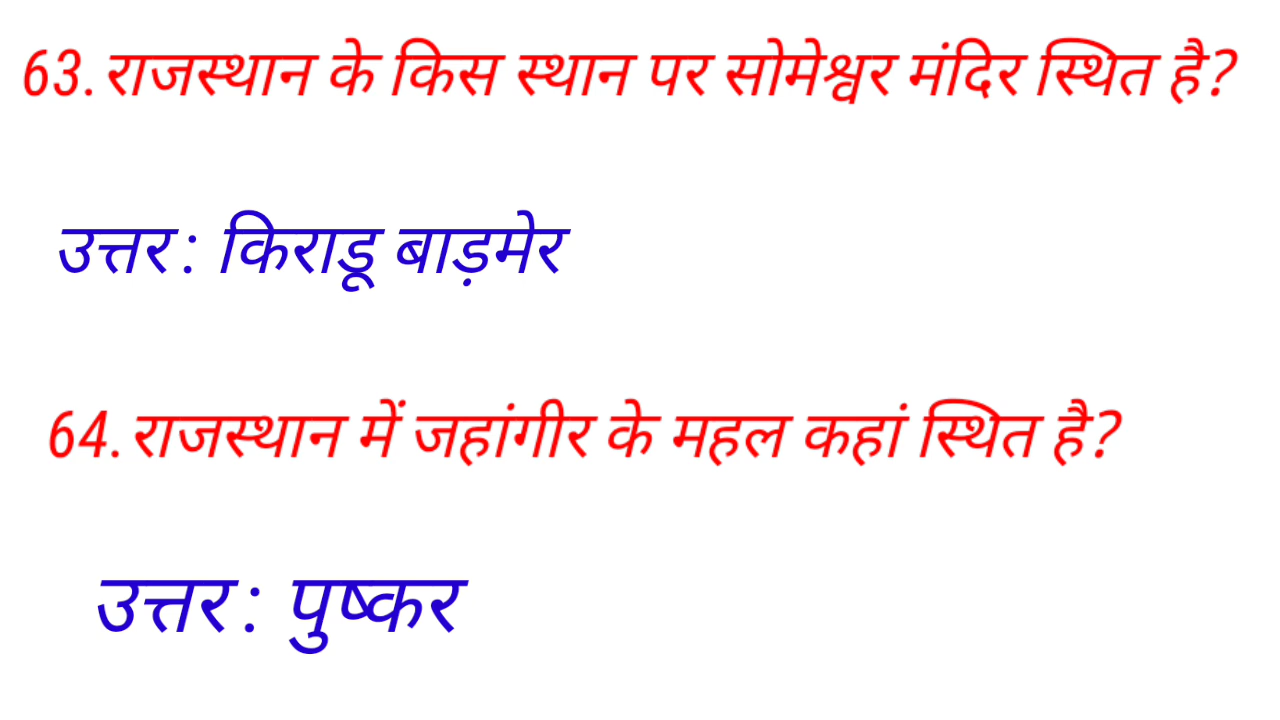 63. राजस्थान के किस स्थान पर सोमेश्वर मंदिर स्थित है?
उत्तर : किराडू बाड़मेर
64. राजस्थान में जहांगीर के महल कहां स्थित है?
उत्तर : पुष्कर